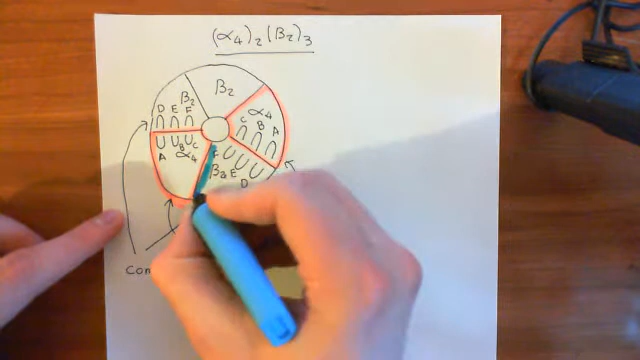 (α₄)₂(β₂)₃
β₂
β₂
D E F
α₄
C B A
A B C
α₄
β₂ E
D
Con